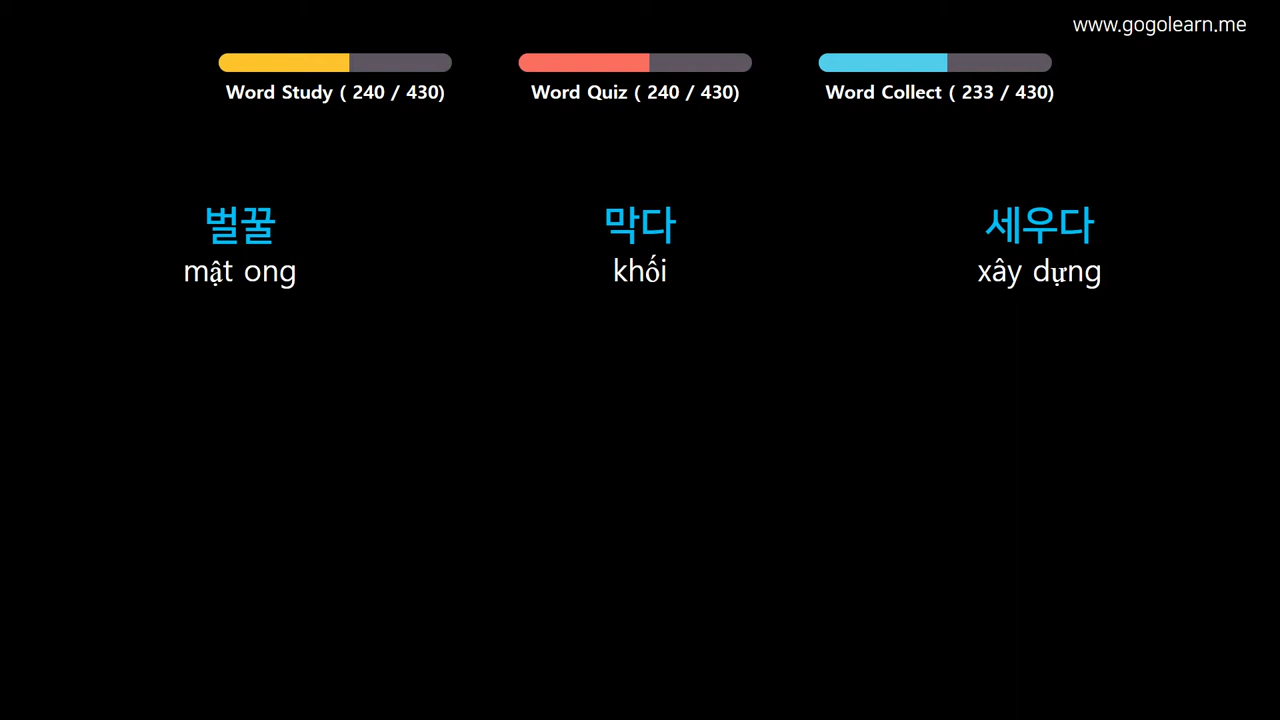 www.gogolearn.me
Word Study ( 240 / 430)
Word Quiz ( 240 / 430)
Word Collect ( 233 / 430)
벌꿀
mật ong
막다
khối
세우다
xây dựng